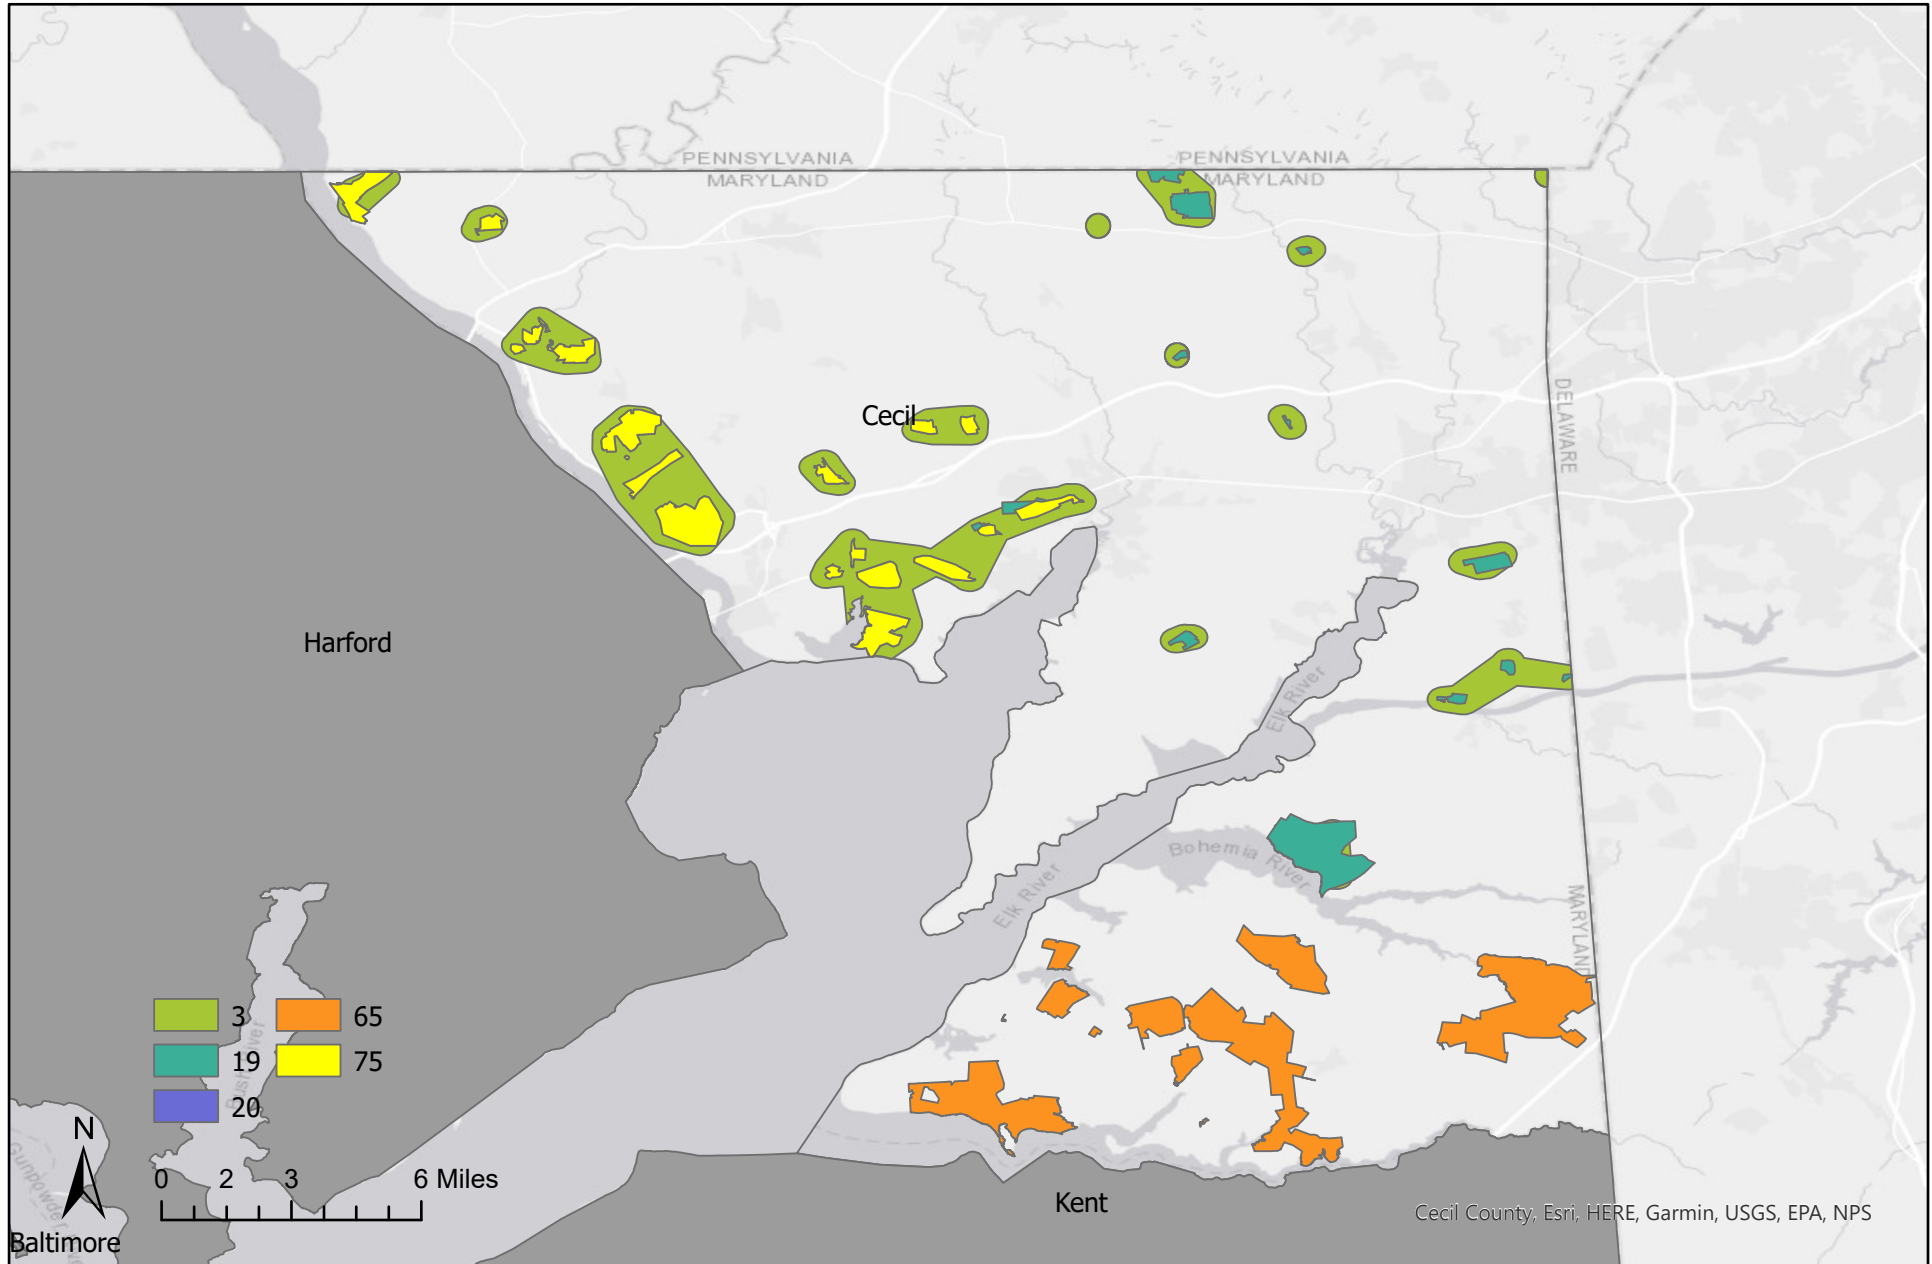 PENNSYLVANIA
MARYLAND
PENNSYLVANIA
MARYLAND
DELAWARE
Cecil
Harford
Elk River
Bohemia River
Elk River
MARYLAND
3
65
19
75
20
N
0 2 3 6 Miles
Gunpowder
Baltimore
Kent
Cecil County, Esri, HERE, Garmin, USGS, EPA, NPS